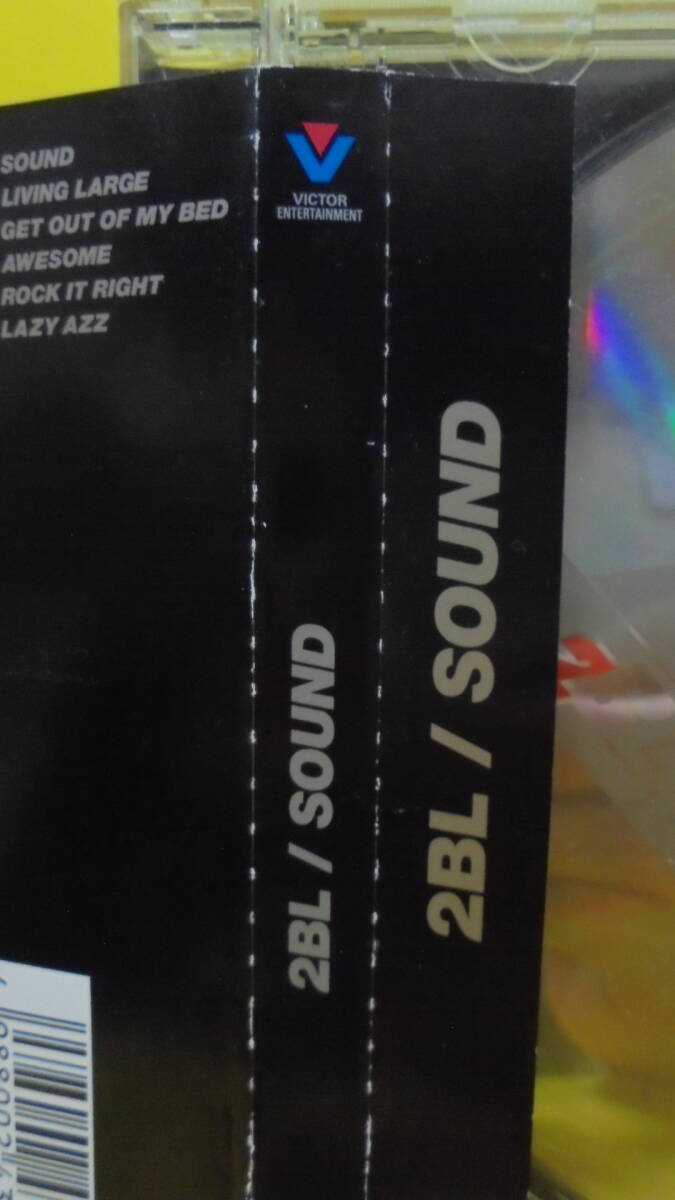 SOUND
LIVING LARGE
GET OUT OF MY BED
AWESOME
ROCK IT RIGHT
LAZY AZZ
VICTOR
ENTERTAINMENT
2BL / SOUND
2BL / SOUND